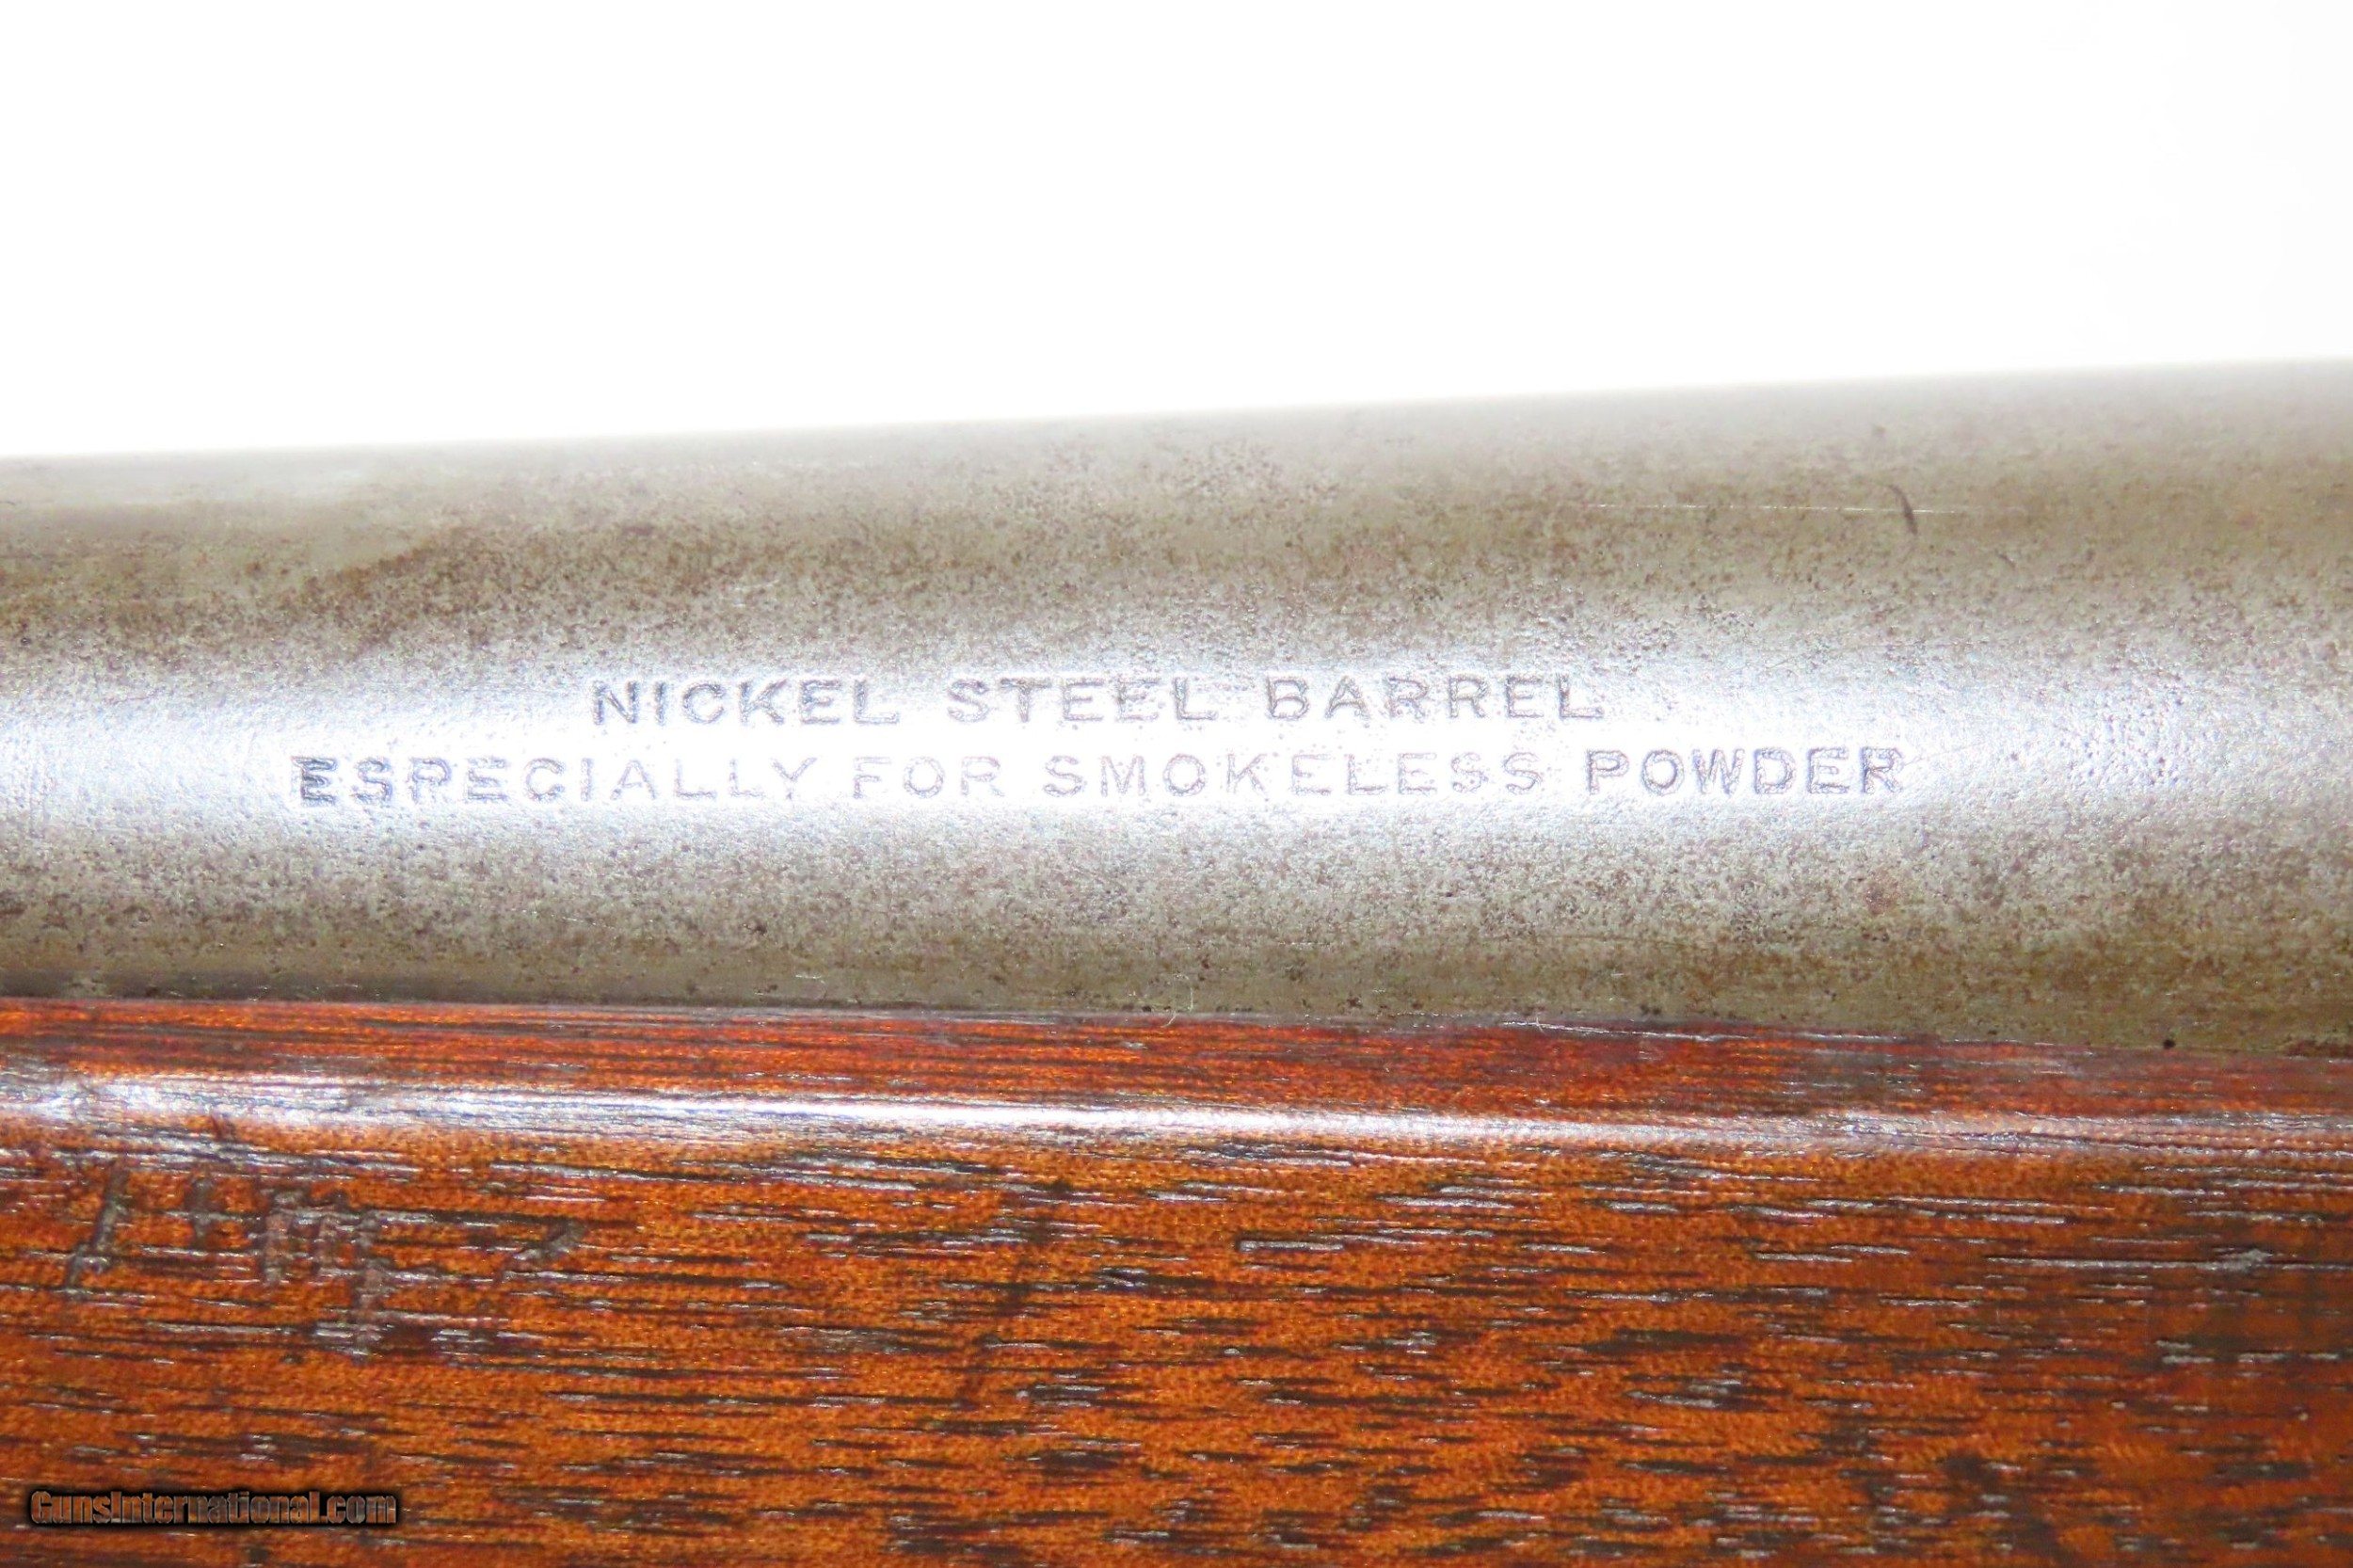 NICKEL STEEL BARREL
ESPECIALLY FOR SMOKELESS POWDER
GunsInternational.com